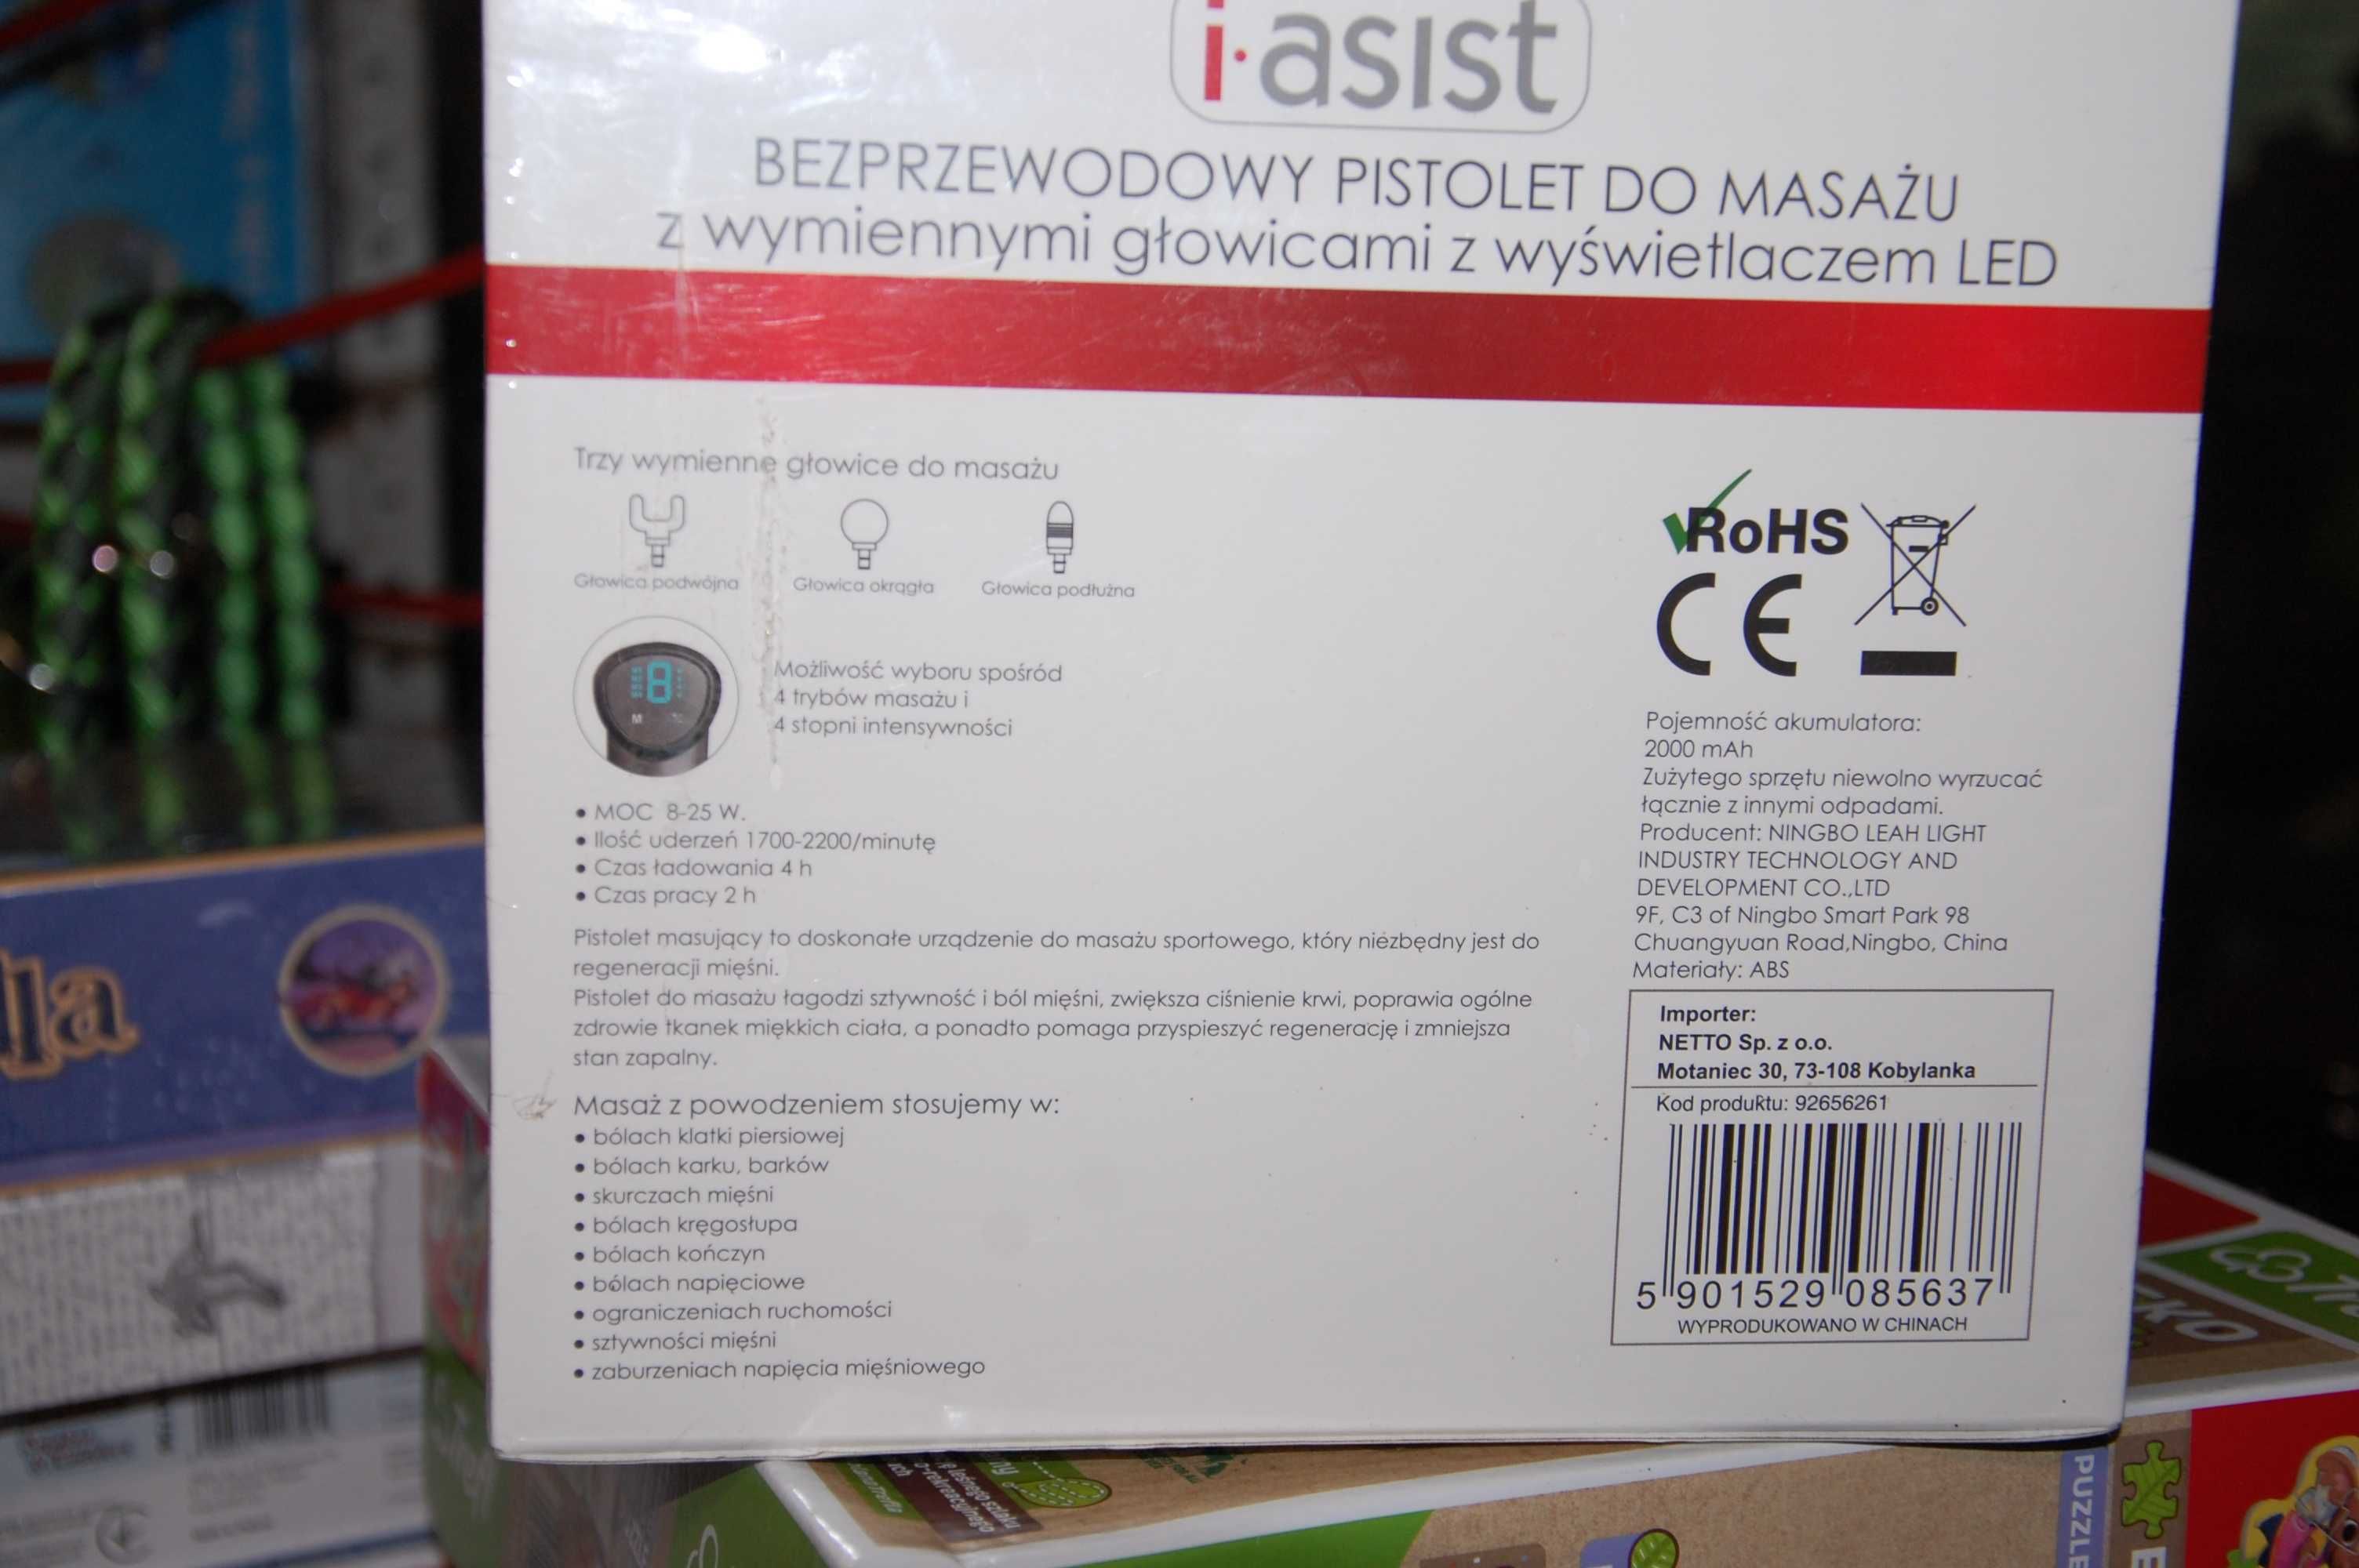 i·asist
BEZPRZEWODOWY PISTOLET DO MASAŻU
z wymiennymi głowicami z wyświetlaczem LED
Trzy wymienne głowice do masażu
Głowica podwójna
Głowica okrągła
Głowica podłużna
8
M
Możliwość wyboru spośród
4 trybów masażu i
4 stopni intensywności
• MOC 8-25 W.
• Ilość uderzeń 1700-2200/minutę
• Czas ładowania 4 h
• Czas pracy 2 h
Pistolet masujący to doskonałe urządzenie do masażu sportowego, który niezbędny jest do
regeneracji mięśni.
Pistolet do masażu łagodzi sztywność i ból mięśni, zwiększa ciśnienie krwi, poprawia ogólne
zdrowie tkanek miękkich ciała, a ponadto pomaga przyspieszyć regenerację i zmniejsza
stan zapalny.
Masaż z powodzeniem stosujemy w:
• bólach klatki piersiowej
• bólach karku, barków
• skurczach mięśni
• bólach kręgosłupa
• bólach kończyn
• bólach napięciowe
• ograniczeniach ruchomości
• sztywności mięśni
• zaburzeniach napięcia mięśniowego
RoHS
CE
Pojemność akumulatora:
2000 mAh
Zużytego sprzętu niewolno wyrzucać
łącznie z innymi odpadami.
Producent: NINGBO LEAH LIGHT
INDUSTRY TECHNOLOGY AND
DEVELOPMENT CO.,LTD
9F, C3 of Ningbo Smart Park 98
Chuangyuan Road,Ningbo, China
Materiały: ABS
Importer:
NETTO Sp. z o.o.
Motaniec 30, 73-108 Kobylanka
Kod produktu: 92656261
5 901529 085637
WYPRODUKOWANO W CHINACH
la
PUZZLE